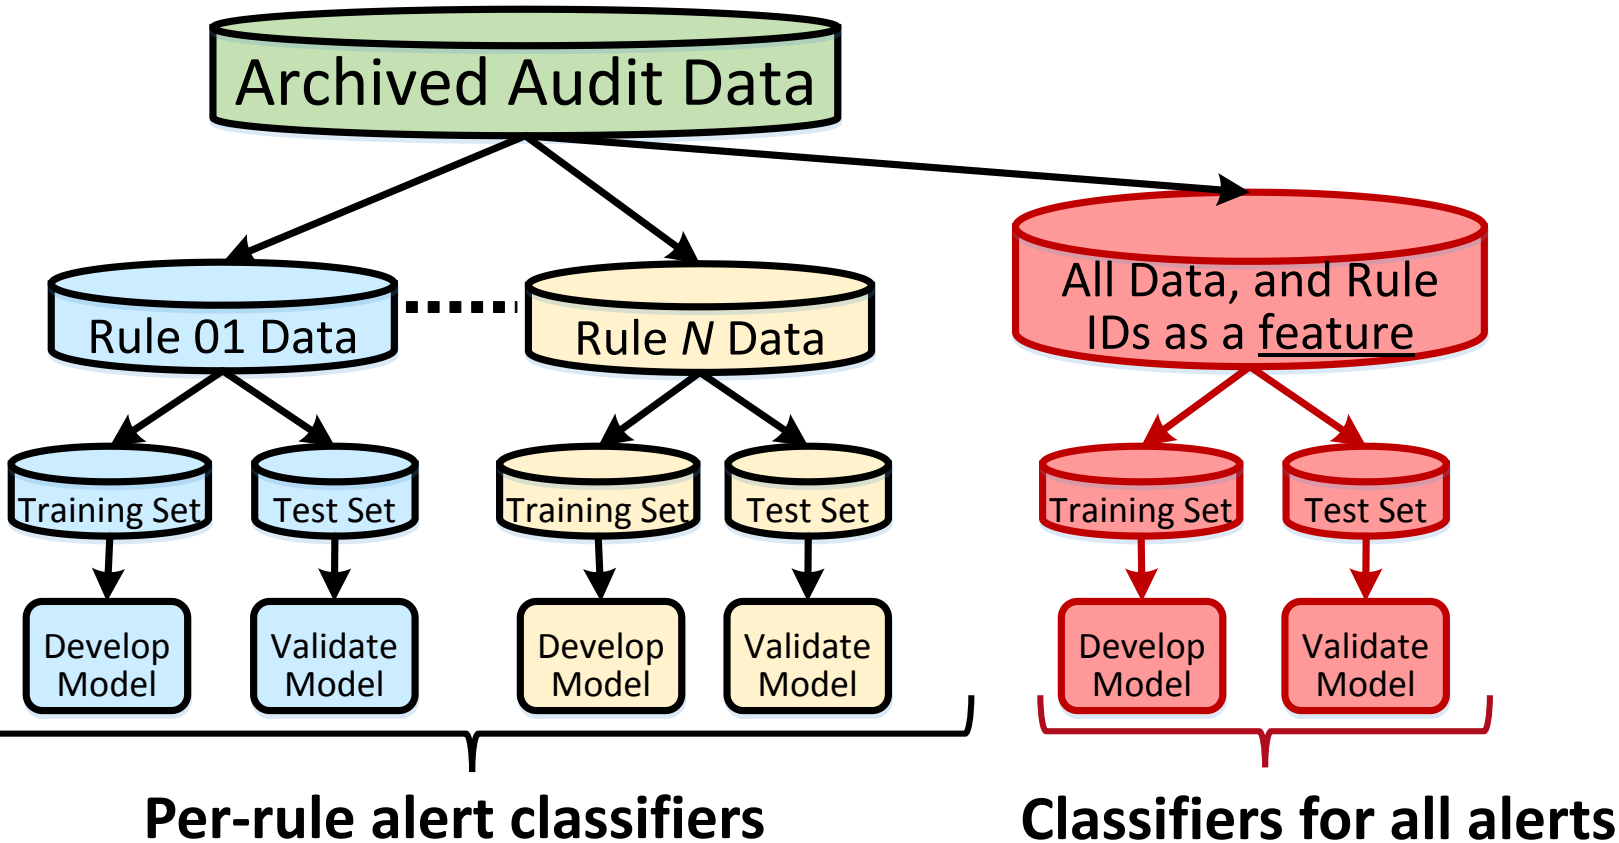 Archived Audit Data
All Data, and Rule
IDs as a feature
Rule 01 Data
Rule N Data
Training Set
Test Set
Training Set
Test Set
Training Set
Test Set
Develop
Model
Validate
Model
Develop
Model
Validate
Model
Develop
Model
Validate
Model
Per-rule alert classifiers
Classifiers for all alerts